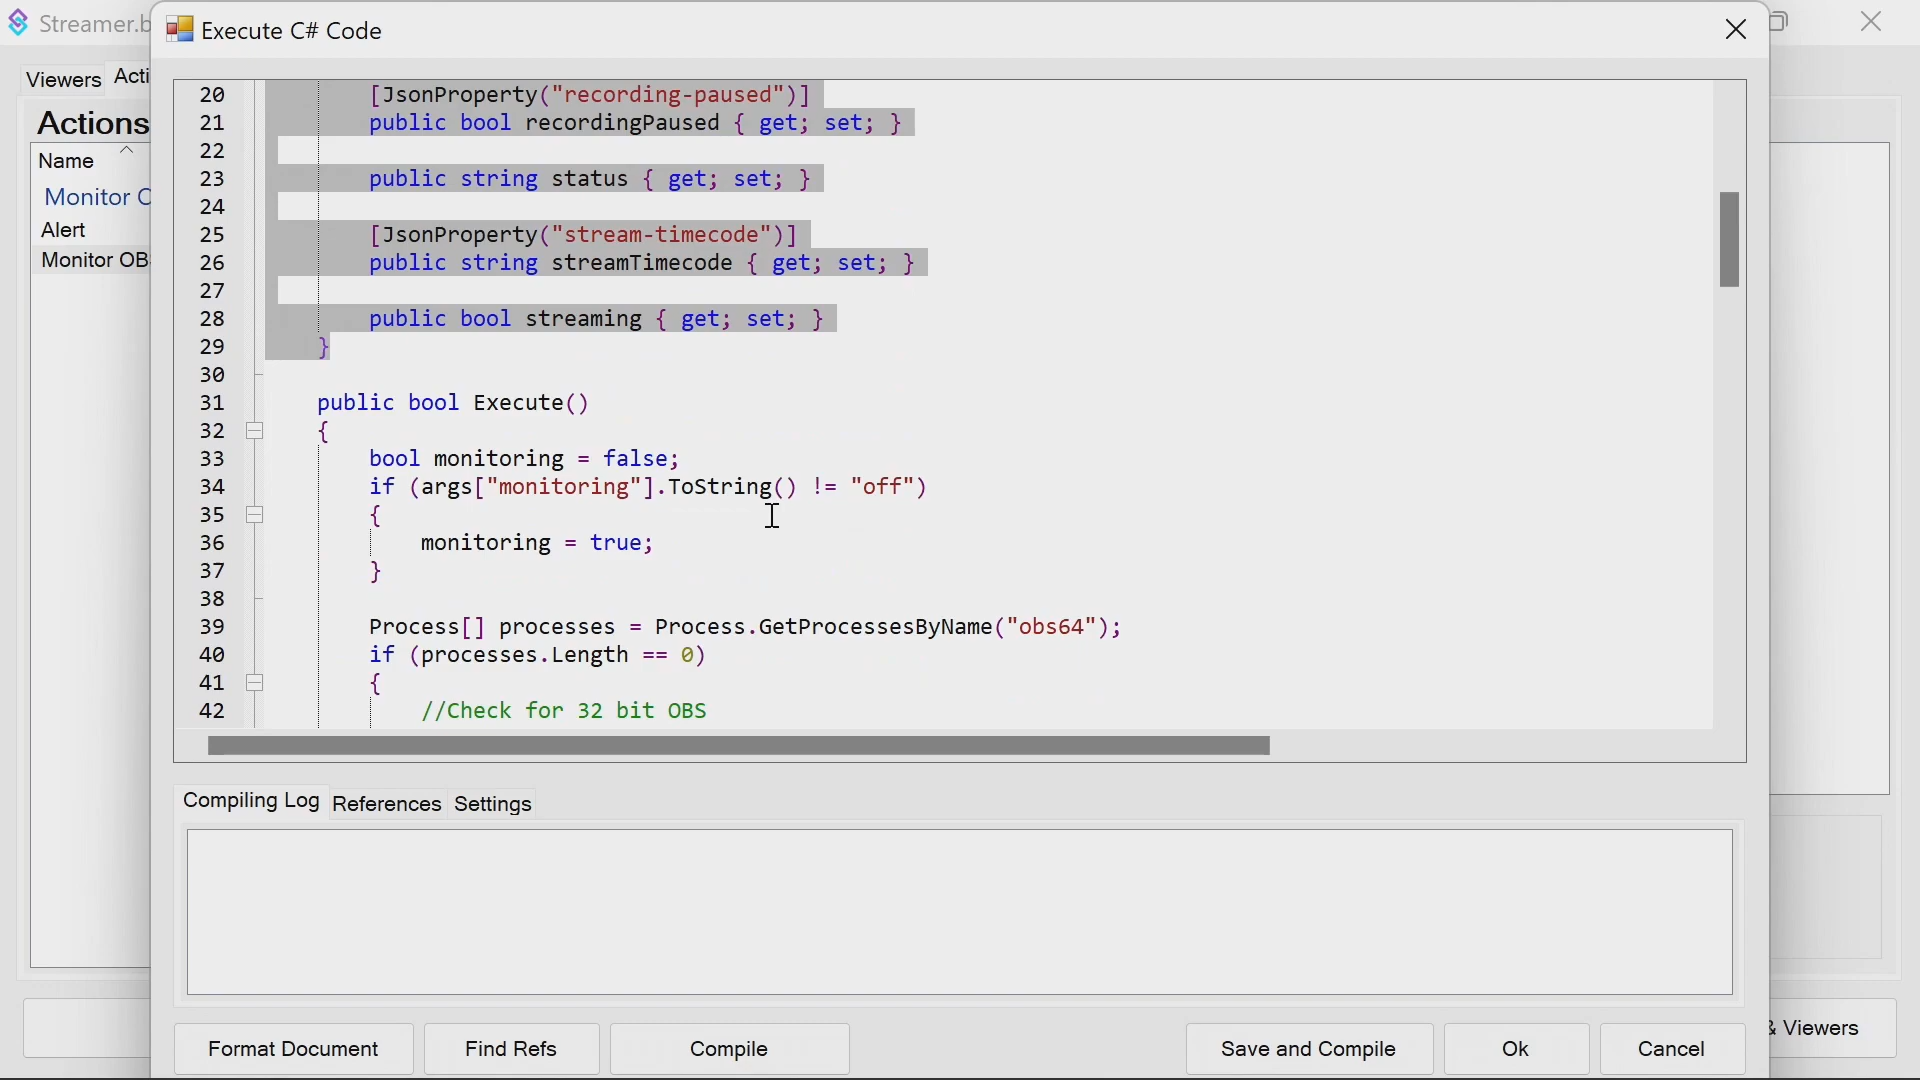 Streamer.b
Execute C# Code
Viewers
Acti
Actions
Name
Monitor O
Alert
Monitor OB
20 [JsonProperty("recording-paused")]
21 public bool recordingPaused { get; set; }
22
23 public string status { get; set; }
24
25 [JsonProperty("stream-timecode")]
26 public string streamTimecode { get; set; }
27
28 public bool streaming { get; set; }
29 }
30
31 public bool Execute()
32 {
33 bool monitoring = false;
34 if (args["monitoring"].ToString() != "off")
35 {
36 monitoring = true;
37 }
38
39 Process[] processes = Process.GetProcessesByName("obs64");
40 if (processes.Length == 0)
41 {
42 //Check for 32 bit OBS
Compiling Log
References
Settings
Format Document
Find Refs
Compile
Save and Compile
Ok
Cancel
& Viewers